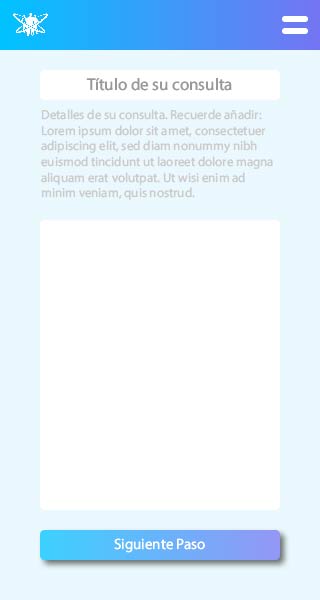 Título de su consulta
Detalles de su consulta. Recuerde añadir:
Lorem ipsum dolor sit amet, consectetuer
adipiscing elit, sed diam nonummy nibh
euismod tincidunt ut laoreet dolore magna
aliquam erat volutpat. Ut wisi enim ad
minim veniam, quis nostrud.
Siguiente Paso